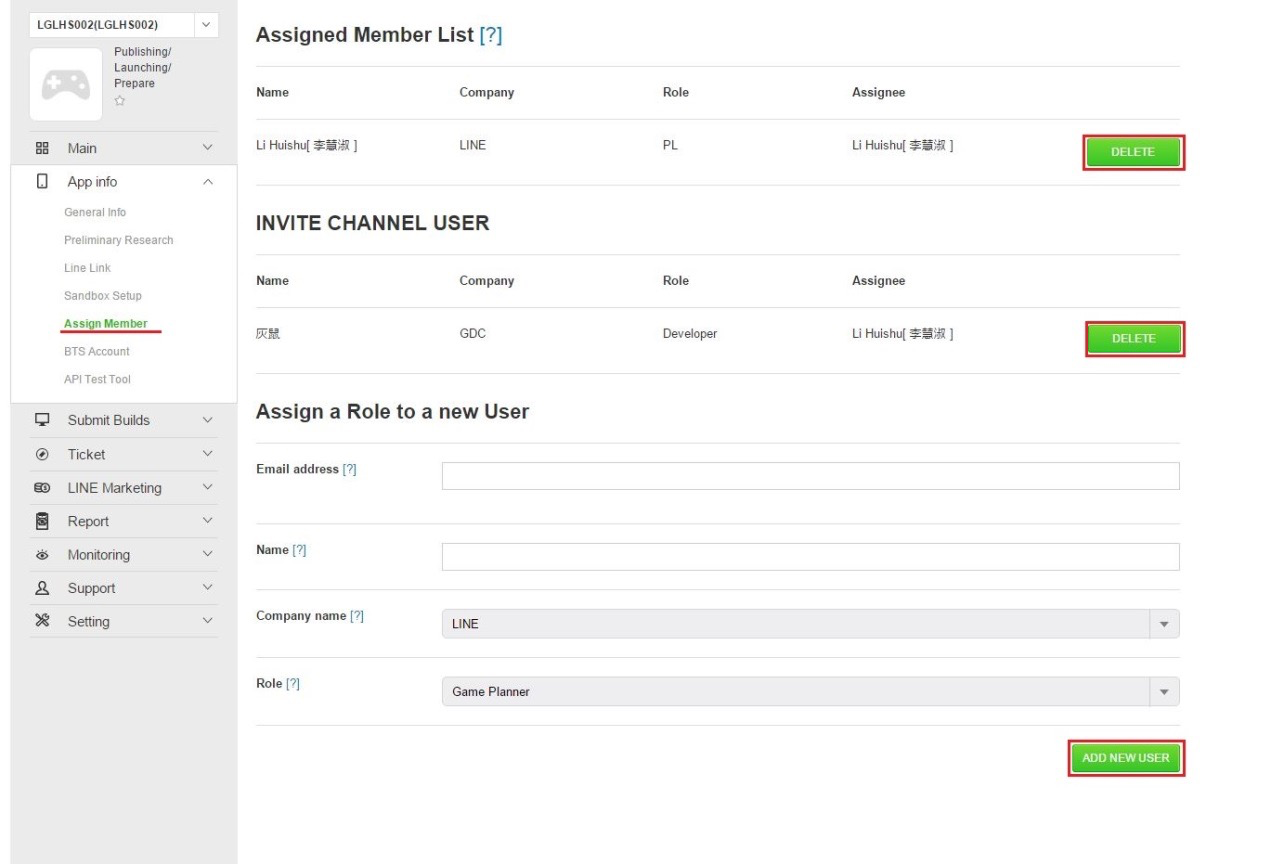 LGLHS002(LGLHS002)
Publishing/
Launching/
Prepare
Main
App info
General Info
Preliminary Research
Line Link
Sandbox Setup
Assign Member
BTS Account
API Test Tool
Submit Builds
Ticket
LINE Marketing
Report
Monitoring
Support
Setting
Assigned Member List [?]
Name Company Role Assignee
Li Huishu[ 李慧淑 ] LINE PL Li Huishu[ 李慧淑 ] DELETE
INVITE CHANNEL USER
Name Company Role Assignee
灰鼠 GDC Developer Li Huishu[ 李慧淑 ] DELETE
Assign a Role to a new User
Email address [?]
Name [?]
Company name [?] LINE
Role [?] Game Planner
ADD NEW USER